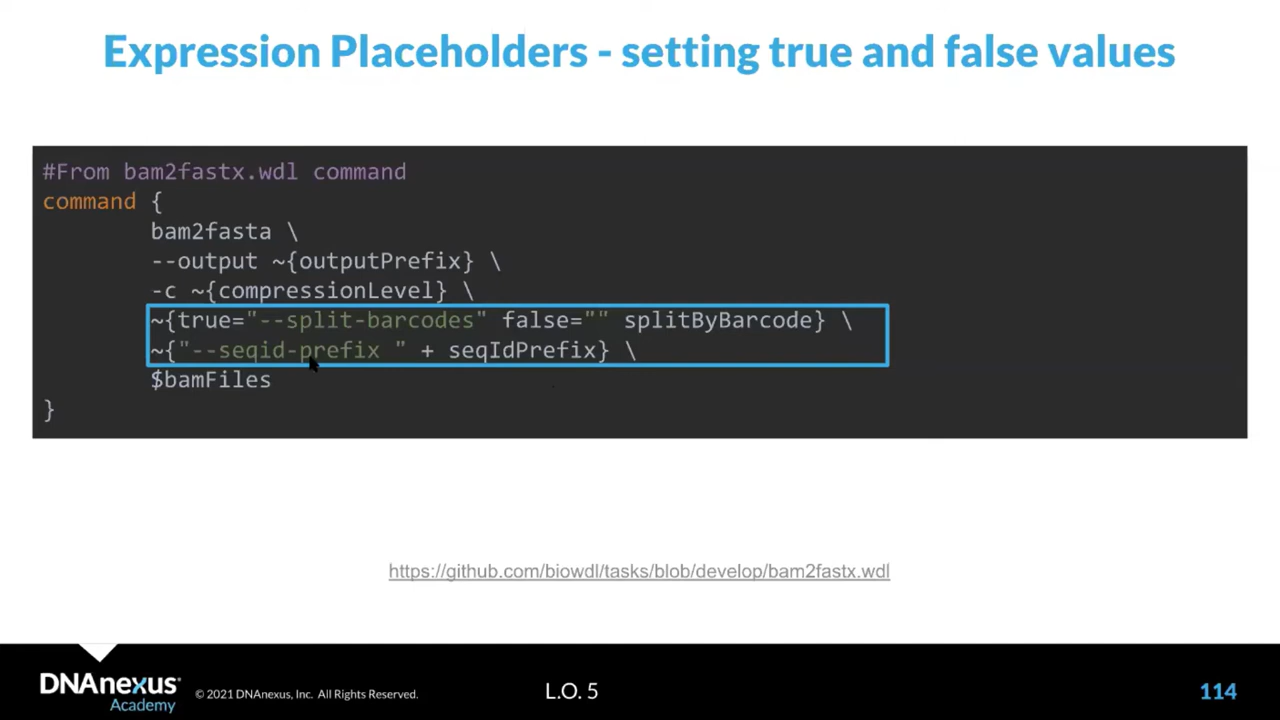 Expression Placeholders - setting true and false values
#From bam2fastx.wdl command
command {
bam2fasta \
--output ~{outputPrefix} \
-c ~{compressionLevel} \
~{true="--split-barcodes" false="" splitByBarcode} \
~{"--seqid-prefix " + seqIdPrefix} \
$bamFiles
}
https://github.com/biowdl/tasks/blob/develop/bam2fastx.wdl
DNAnexus
Academy
© 2021 DNAnexus, Inc. All Rights Reserved.
L.O. 5
114